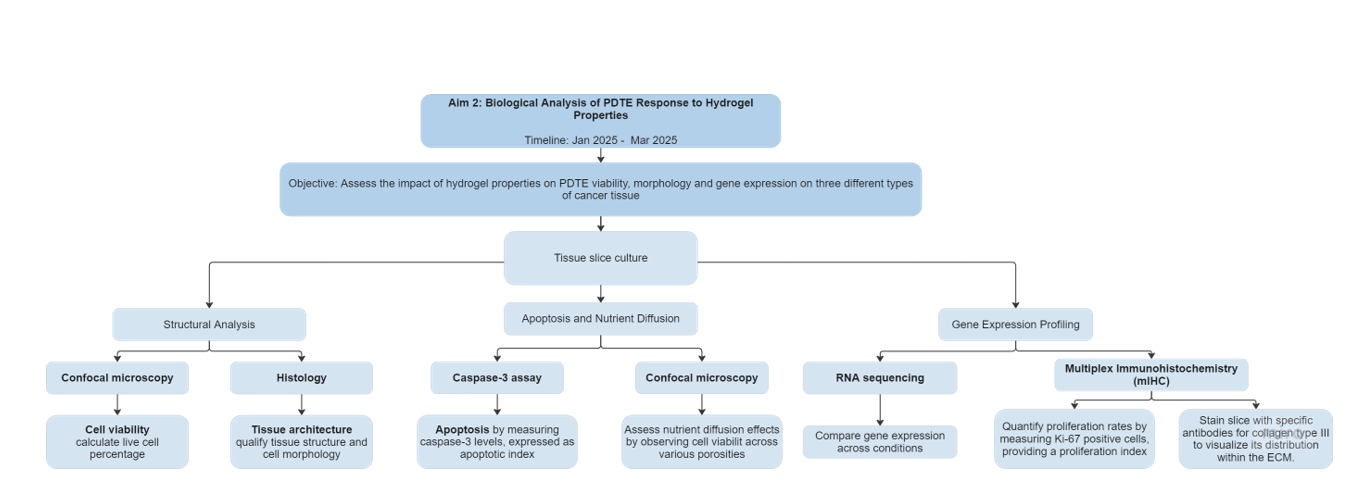 Aim 2: Biological Analysis of PDTE Response to Hydrogel
Properties
Timeline: Jan 2025 -  Mar 2025
Objective: Assess the impact of hydrogel properties on PDTE viability, morphology and gene expression on three different types
of cancer tissue
Tissue slice culture
Structural Analysis
Apoptosis and Nutrient Diffusion
Gene Expression Profiling
Confocal microscopy
Histology
Caspase-3 assay
Confocal microscopy
RNA sequencing
Multiplex Immunohistochemistry
(mIHC)
Cell viability
calculate live cell
percentage
Tissue architecture
qualify tissue structure and
cell morphology
Apoptosis by measuring
caspase-3 levels, expressed as
apoptotic index
Assess nutrient diffusion effects
by observing cell viabilit across
various porosities
Compare gene expression
across conditions
Quantify proliferation rates by
measuring Ki-67 positive cells,
providing a proliferation index
Stain slice with specific
antibodies for collagen type III
to visualize its distribution
within the ECM.